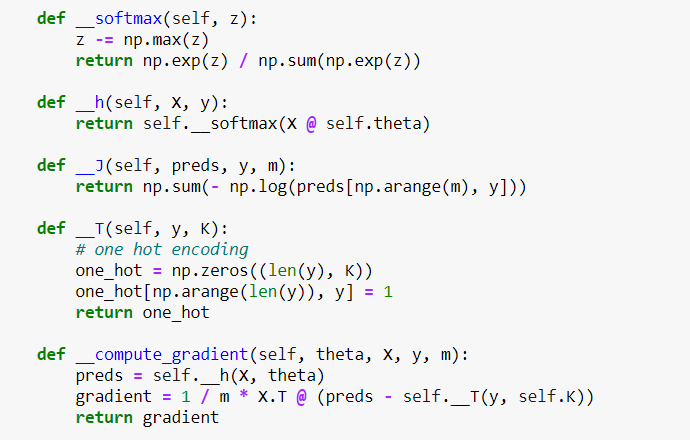 def __softmax(self, z):
    z -= np.max(z)
    return np.exp(z) / np.sum(np.exp(z))

def __h(self, X, y):
    return self.__softmax(X @ self.theta)

def __J(self, preds, y, m):
    return np.sum(- np.log(preds[np.arange(m), y]))

def __T(self, y, K):
    # one hot encoding
    one_hot = np.zeros((len(y), K))
    one_hot[np.arange(len(y)), y] = 1
    return one_hot

def __compute_gradient(self, theta, X, y, m):
    preds = self.__h(X, theta)
    gradient = 1 / m * X.T @ (preds - self.__T(y, self.K))
    return gradient